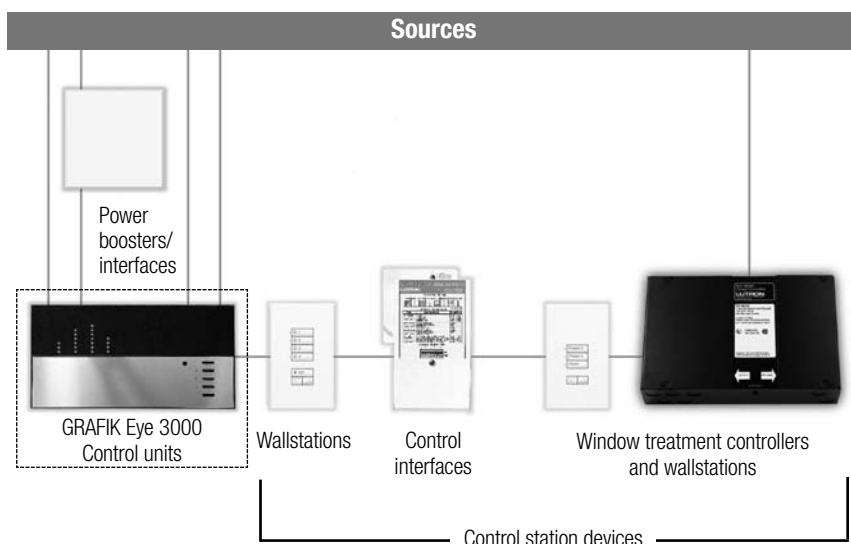 Sources
Power
boosters/
interfaces
LUTRON
GRAFIK Eye 3000
Control units
Wallstations
Control
interfaces
Window treatment controllers
and wallstations
Control station devices